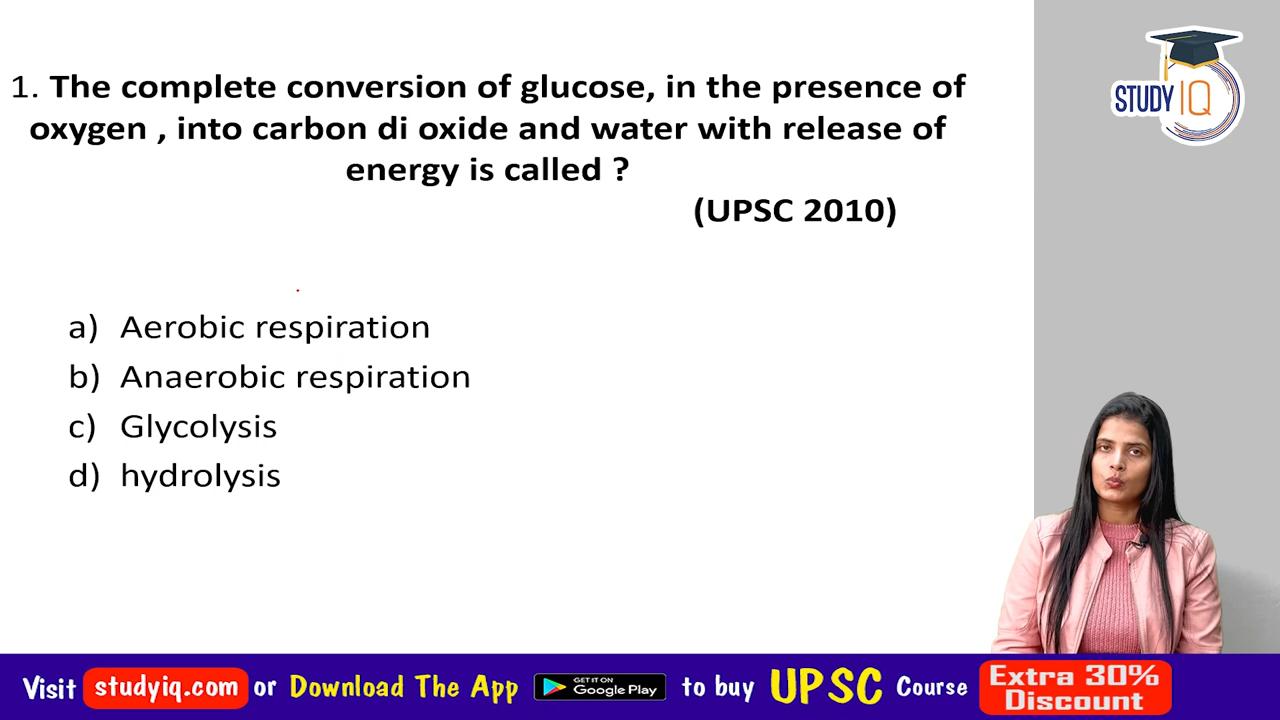 STUDY IQ
1. The complete conversion of glucose, in the presence of
oxygen , into carbon di oxide and water with release of
energy is called ?
(UPSC 2010)
a) Aerobic respiration
b) Anaerobic respiration
c) Glycolysis
d) hydrolysis
Visit studyiq.com or Download The App GET IT ON Google Play to buy UPSC Course Extra 30% Discount